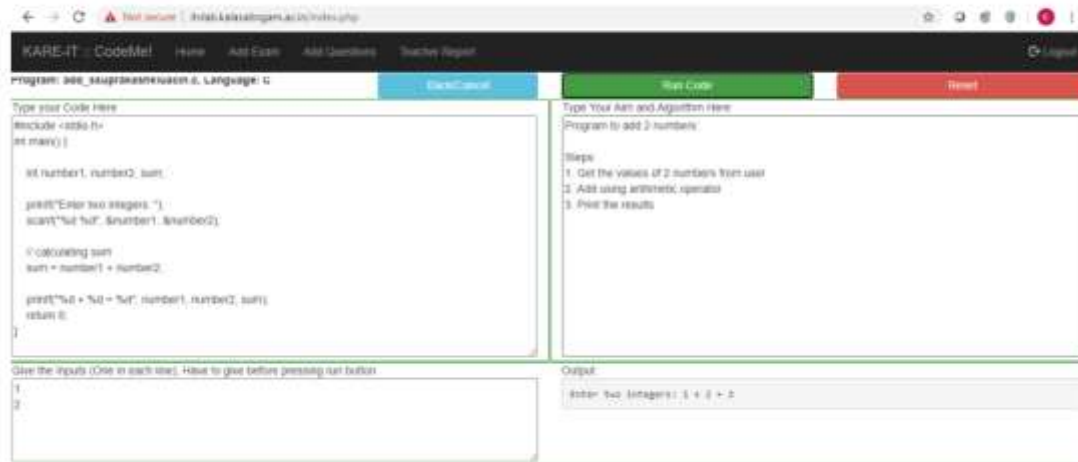 Not secure
KARE-IT :: CodeMe! Home Add Exam Add Questions Teacher Report Logout
Language: C Back/Cancel Run Code Reset
Type your Code Here
#include <stdio.h>
int main() {
int number1, number2, sum;
printf("Enter two integers: ");
scanf("%d %d", &number1, &number2);
// calculating sum
sum = number1 + number2;
printf("%d + %d = %d", number1, number2, sum);
return 0;
}
Type Your Aim and Algorithm Here
Program to add 2 numbers
Steps
1. Get the values of 2 numbers from user
2. Add using arithmetic operator
3. Print the results
Give the Inputs (One in each line). Have to give before pressing run button
1
2
Output
Enter two integers: 1 + 2 = 3